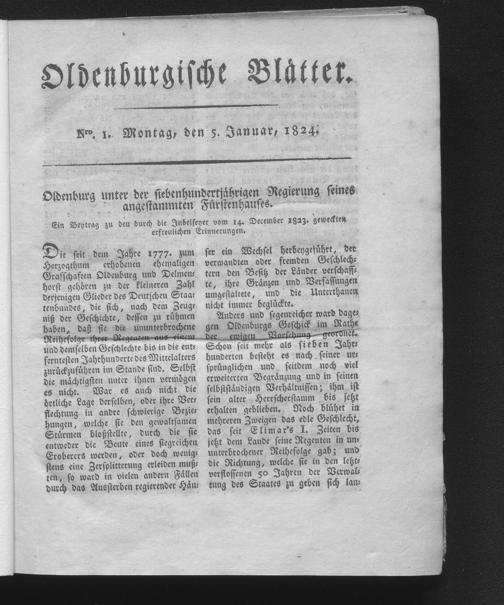 Oldenburgische Blätter.
Nro. 1. Montag, den 5. Januar, 1824.
Oldenburg unter der siebenhundertjährigen Regierung seines
angestammten Fürstenhauses.
Ein Beytrag zu den durch die Jubelfeyer vom 14. December 1823. geweckten
erfreulichen Erinnerungen.
Die seit dem Jahre 1777. zum
Herzogthum erhobenen ehemaligen
Grafschaften Oldenburg und Delmen-
horst gehören zu der kleinen Zahl
derjenigen Glieder des Deutschen Staa-
tenbundes, die sich, nach dem Zeug-
niß der Geschichte, dessen zu rühmen
haben, daß sie die ununterbrochene
Reihefolge ihrer Regenten aus einem
und demselben Geschlechte bis in die ent-
ferntesten Jahrhunderte des Mittelalters
zurückzuführen im Stande sind. Selbst
die mächtigsten unter ihnen vermögen
es nicht. War es auch nicht die
örtliche Lage derselben, oder ihre Ver-
flechtung in andre schwierige Bezie-
hungen, welche sie den gewaltsamen
Stürmen bloßstellte, durch die sie
entweder die Beute eines siegreichen
Eroberers werden, oder doch wenig-
stens eine Zersplitterung erleiden muß-
ten, so ward in vielen andern Fällen
durch das Aussterben regierender Häu-
ser ein Wechsel herbeygeführt, der
verwandten oder fremden Geschlech-
tern den Besitz der Länder verschaff-
te, ihre Gränzen und Verfassungen
umgestaltete, und die Unterthanen
nicht immer beglückte.
Anders und segenreicher ward dage-
gen Oldenburgs Geschick im Rathe
der ewigen Vorsehung geordnet.
Schon seit mehr als sieben Jahr-
hunderten besteht es nach seiner ur-
sprünglichen und seitdem noch viel
erweiterten Begränzung und in seinen
selbstständigen Verhältnissen; ihm ist
sein alter Herrscherstamm bis jetzt
erhalten geblieben. Noch blühet in
mehreren Zweigen das edle Geschlecht,
das seit Elimar's I. Zeiten bis
jetzt dem Lande seine Regenten in un-
unterbrochener Reihefolge gab; und
die Richtung, welche sie in den letzt-
verflossenen 50 Jahren der Verwal-
tung des Staates zu geben sich lan-